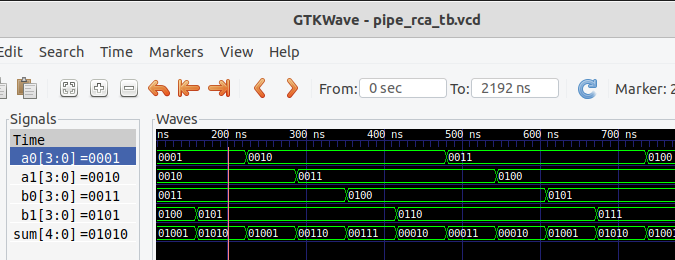 GTKWave - pipe_rca_tb.vcd
Edit Search Time Markers View Help
From: 0 sec To: 2192 ns Marker: 2
Signals Waves
Time ns 200 ns 300 ns 400 ns 500 ns 600 ns 700 ns
a0[3:0]=0001 0001 0010 0011 0100
a1[3:0]=0010 0010 0011 0100
b0[3:0]=0011 0011 0100 0101
b1[3:0]=0101 0100 0101 0110 0111
sum[4:0]=01010 01001 01010 01001 00110 00111 00010 00011 00010 01001 01010 01001